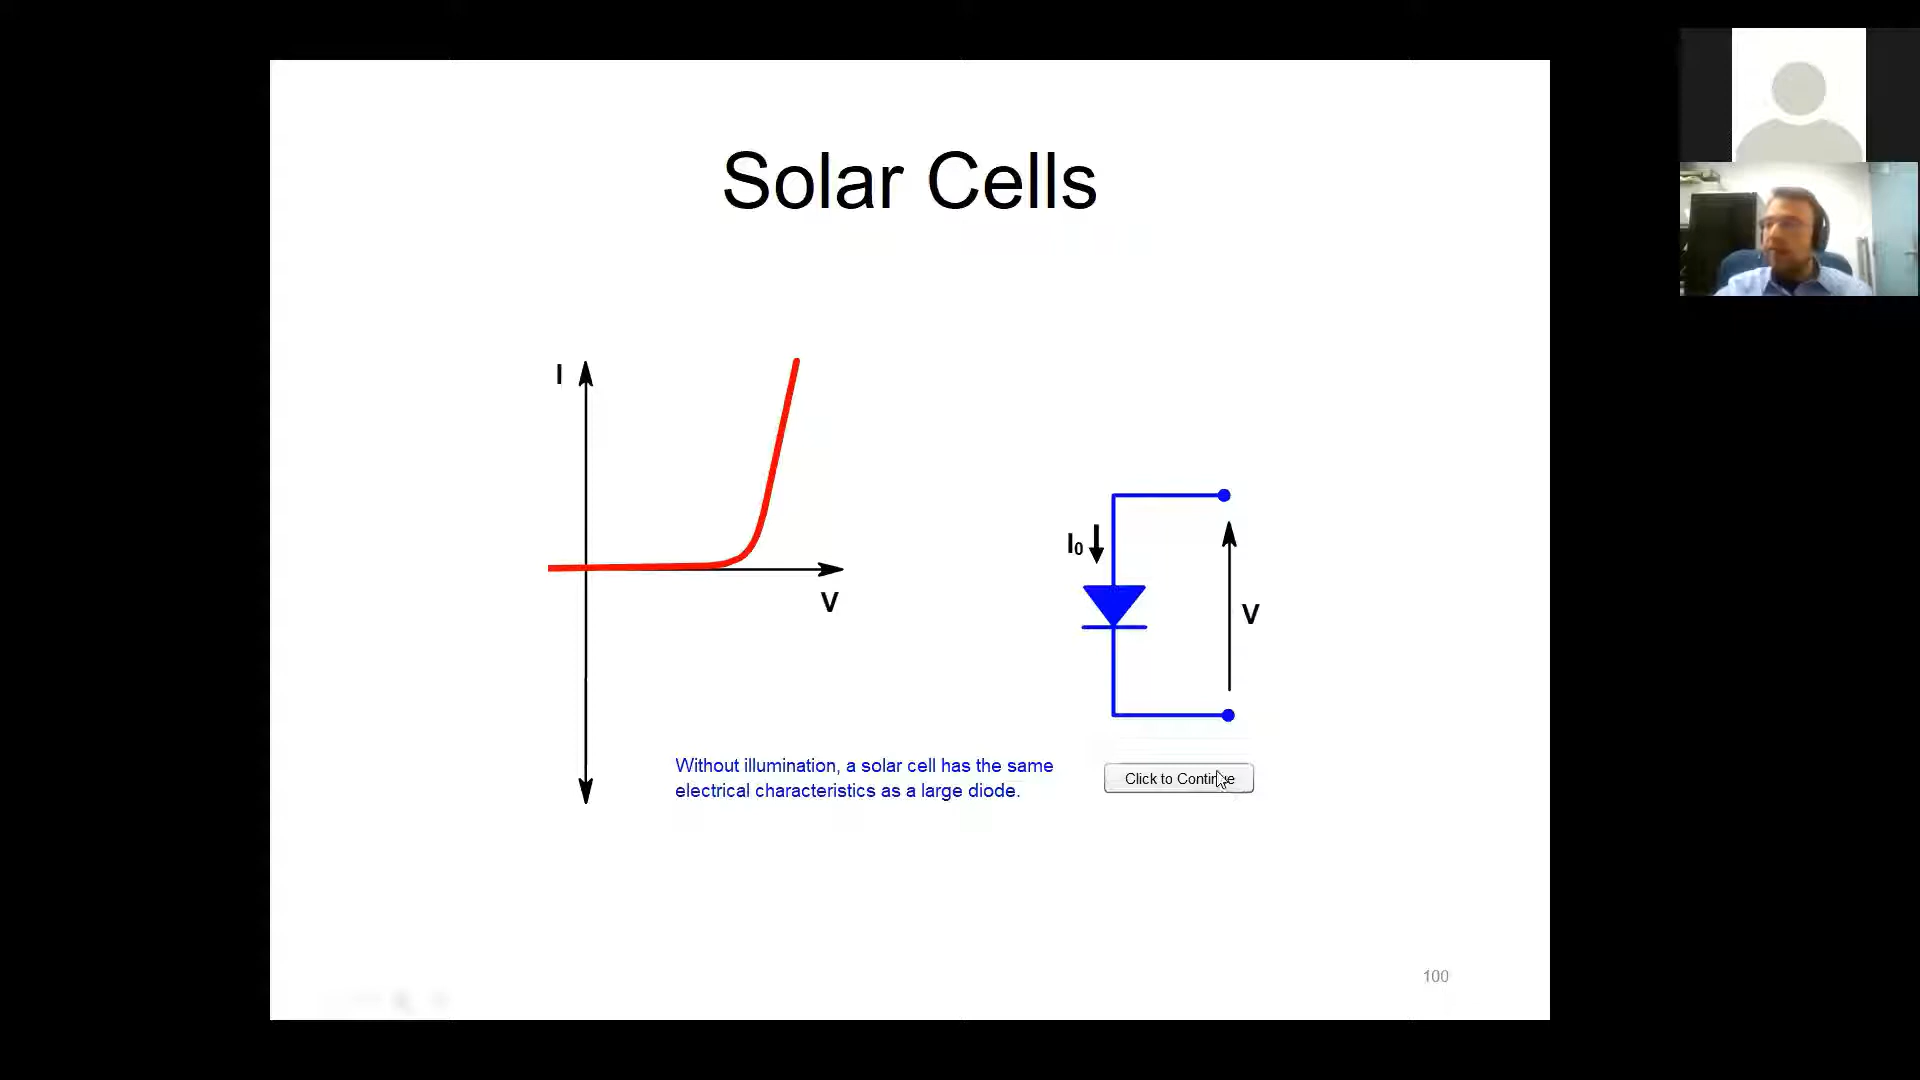 Solar Cells
I
V
I0
V
Without illumination, a solar cell has the same
electrical characteristics as a large diode.
Click to Continue
100